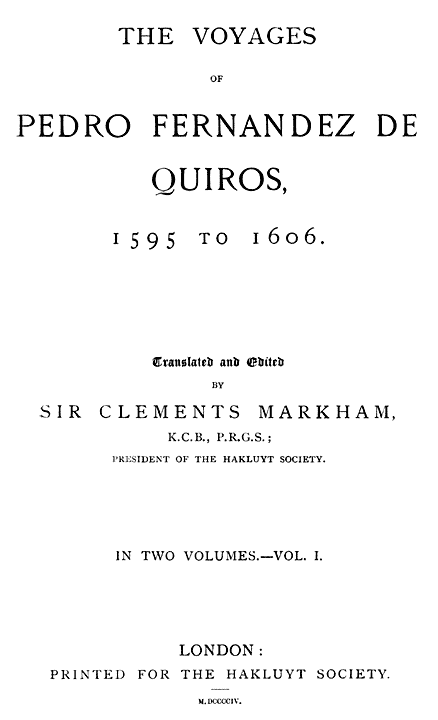 THE VOYAGES
OF
PEDRO FERNANDEZ DE
QUIROS,
1595 TO 1606.
Translated and Edited
BY
SIR CLEMENTS MARKHAM,
K.C.B., P.R.G.S.;
PRESIDENT OF THE HAKLUYT SOCIETY.
IN TWO VOLUMES.—VOL. I.
LONDON:
PRINTED FOR THE HAKLUYT SOCIETY.
M.DCCCCIV.